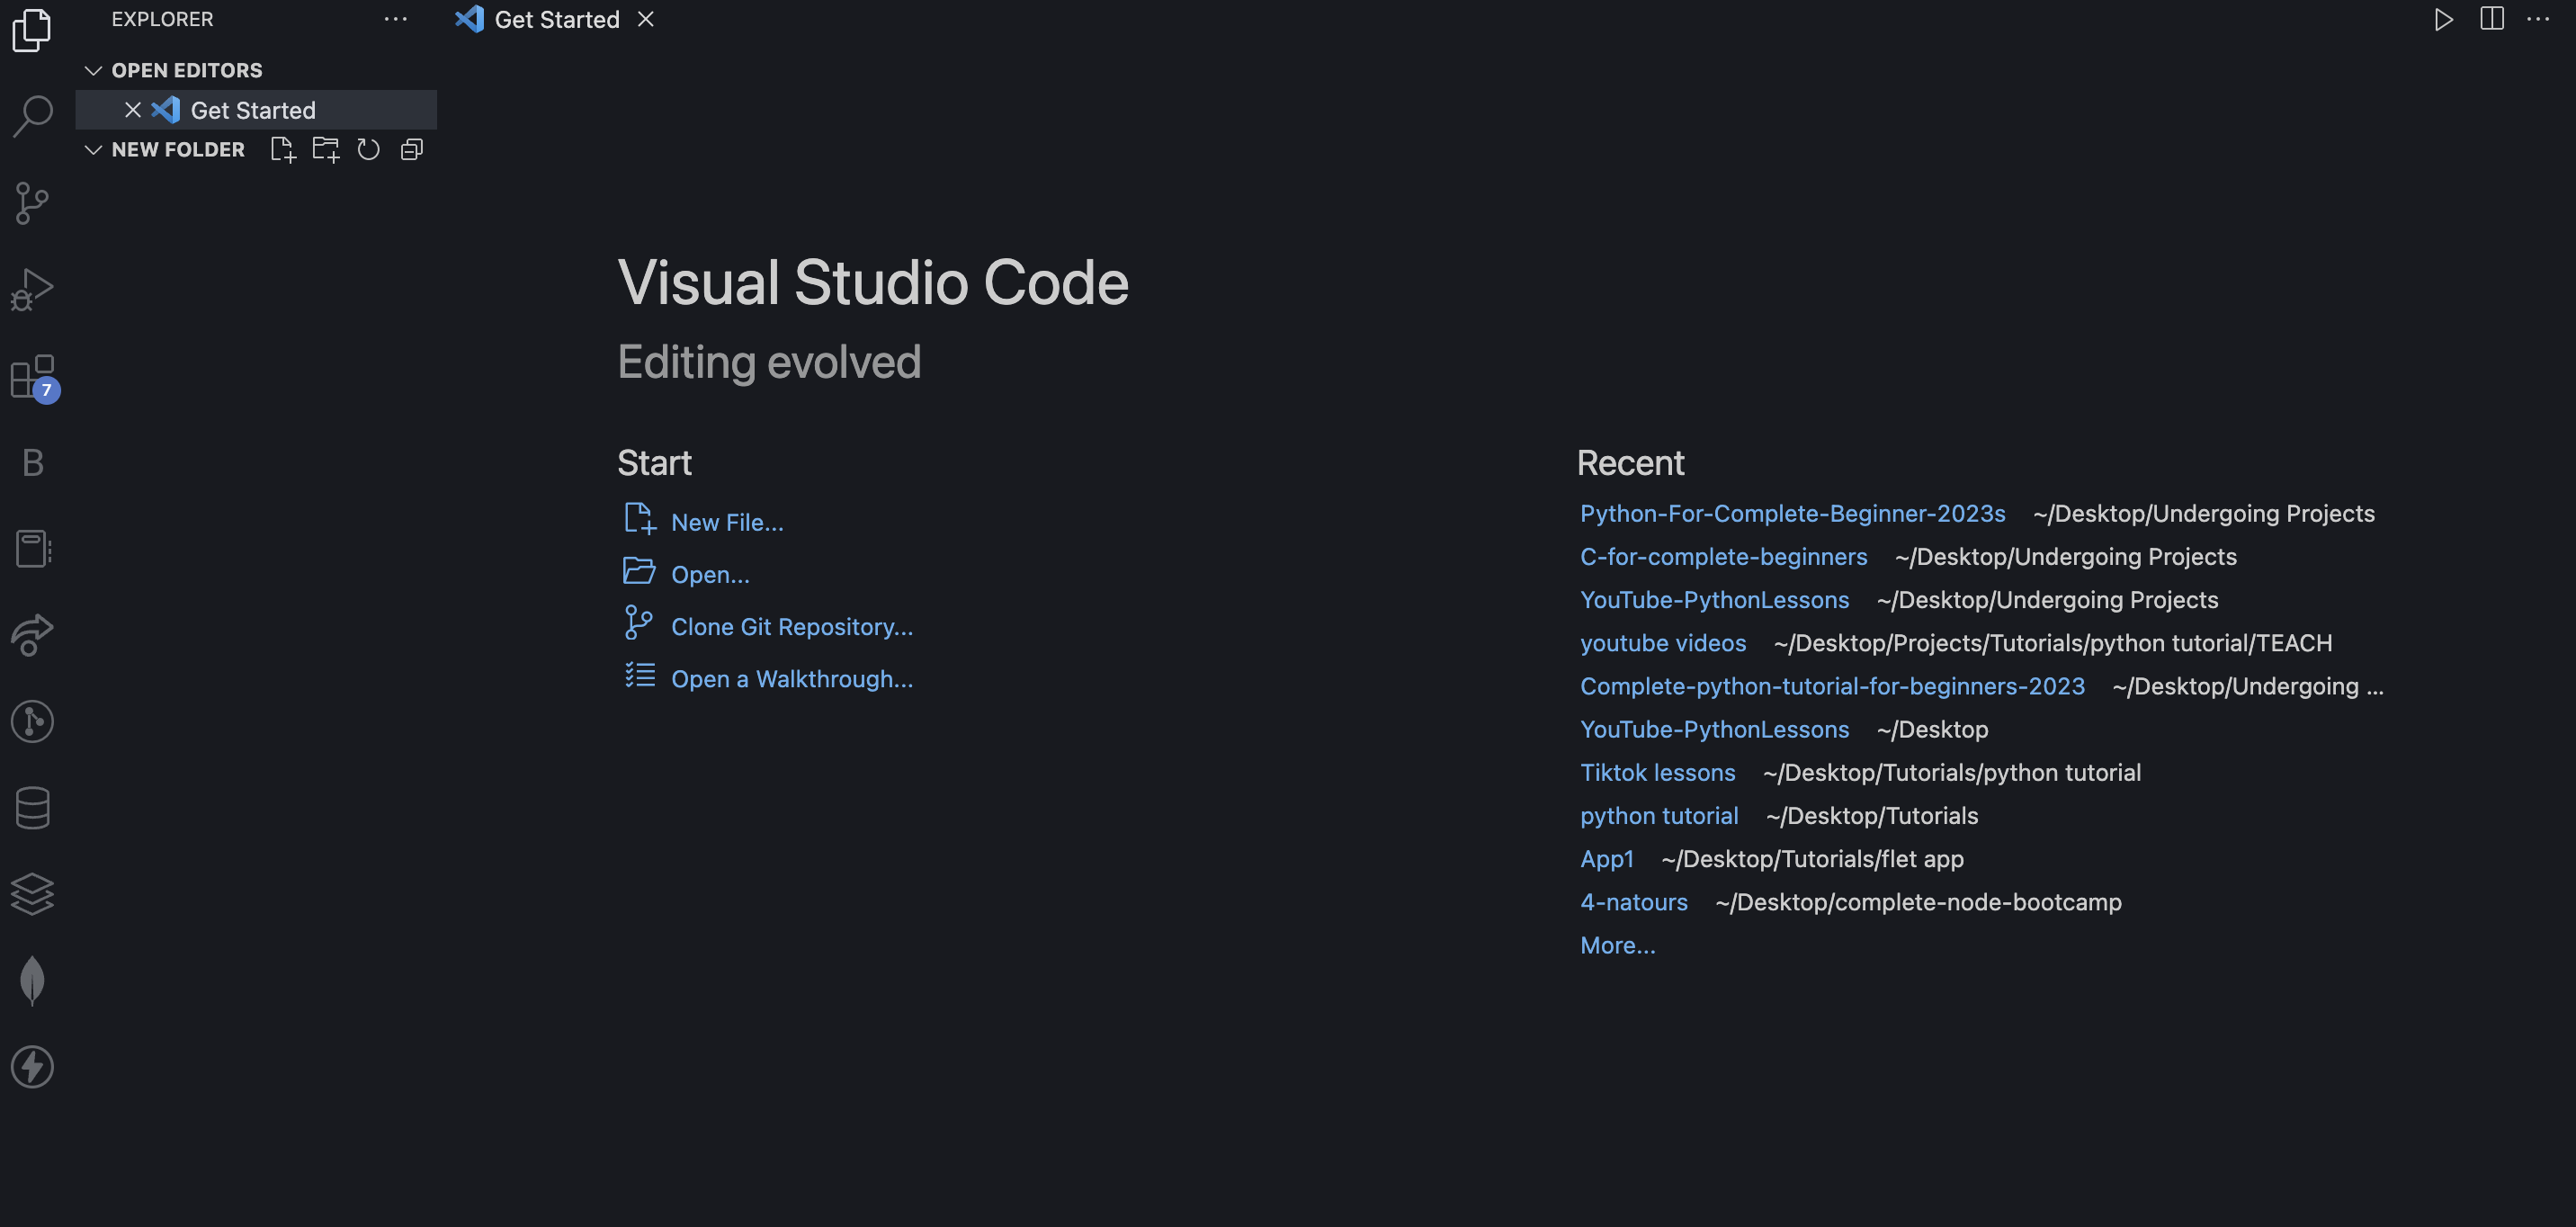 EXPLORER
Get Started
OPEN EDITORS
Get Started
NEW FOLDER
7
B
Visual Studio Code
Editing evolved
Start
New File...
Open...
Clone Git Repository...
Open a Walkthrough...
Recent
Python-For-Complete-Beginner-2023s ~/Desktop/Undergoing Projects
C-for-complete-beginners ~/Desktop/Undergoing Projects
YouTube-PythonLessons ~/Desktop/Undergoing Projects
youtube videos ~/Desktop/Projects/Tutorials/python tutorial/TEACH
Complete-python-tutorial-for-beginners-2023 ~/Desktop/Undergoing ...
YouTube-PythonLessons ~/Desktop
Tiktok lessons ~/Desktop/Tutorials/python tutorial
python tutorial ~/Desktop/Tutorials
App1 ~/Desktop/Tutorials/flet app
4-natours ~/Desktop/complete-node-bootcamp
More...